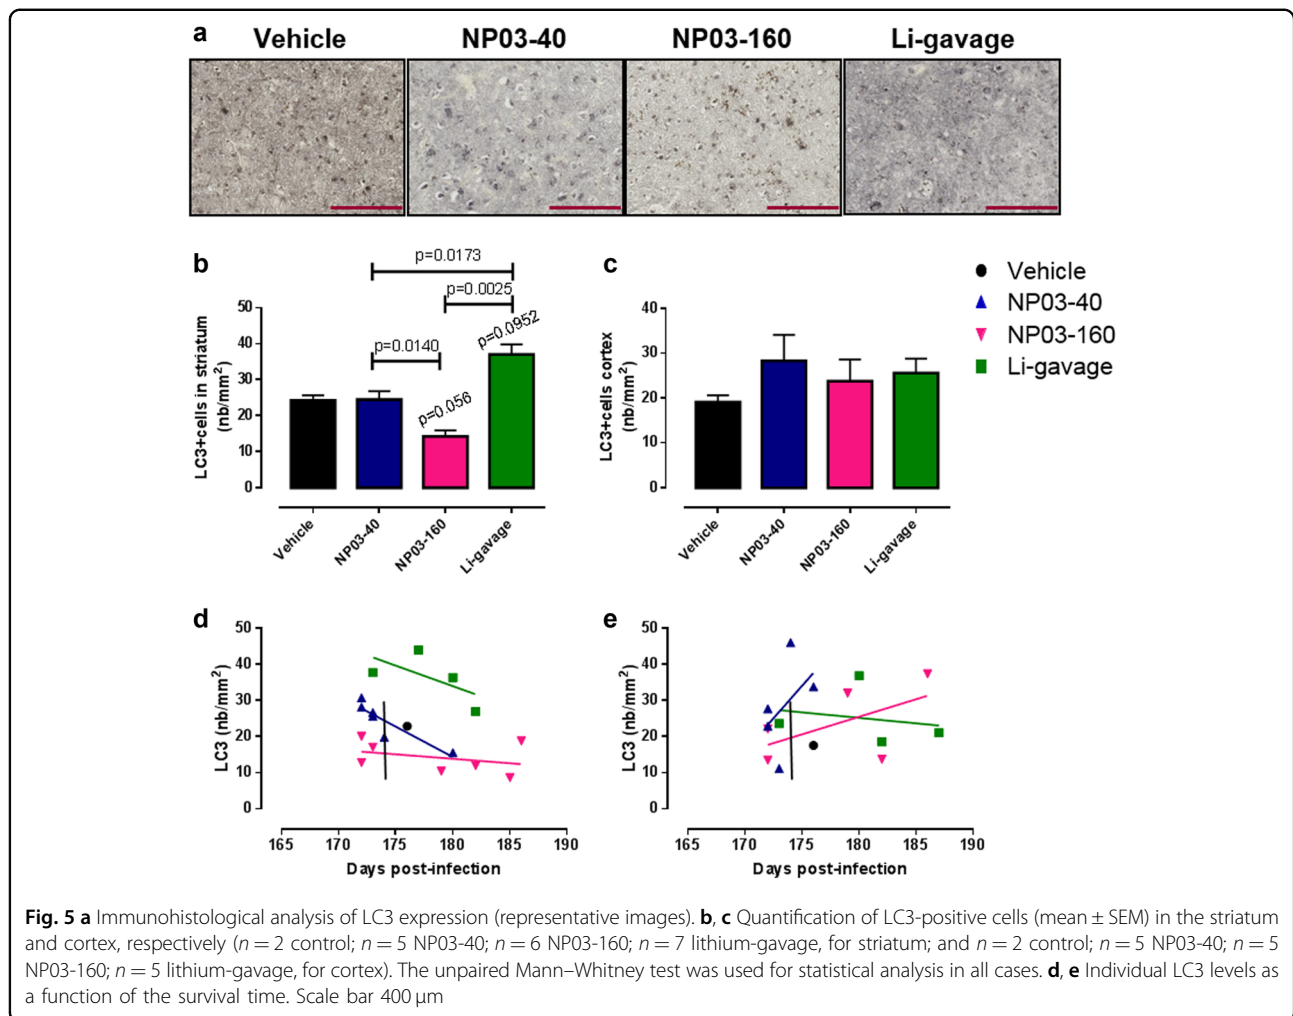 a
Vehicle NP03-40 NP03-160 Li-gavage
b
p=0.0173
p=0.0025
p=0.0952
p=0.0140
p=0.056
LC3+cells in striatum
(nb/mm²)
50
40
30
20
10
0
Vehicle
NP03-40
NP03-160
Li-gavage
c
LC3+cells cortex
(nb/mm²)
40
30
20
10
0
Vehicle
NP03-40
NP03-160
Li-gavage
Vehicle
NP03-40
NP03-160
Li-gavage
d
LC3 (nb/mm²)
50
40
30
20
10
0
165 170 175 180 185 190
Days post-infection
e
LC3 (nb/mm²)
50
40
30
20
10
0
165 170 175 180 185 190
Days post-infection
Fig. 5 a Immunohistological analysis of LC3 expression (representative images). b, c Quantification of LC3-positive cells (mean ± SEM) in the striatum
and cortex, respectively (n = 2 control; n = 5 NP03-40; n = 6 NP03-160; n = 7 lithium-gavage, for striatum; and n = 2 control; n = 5 NP03-40; n = 5
NP03-160; n = 5 lithium-gavage, for cortex). The unpaired Mann–Whitney test was used for statistical analysis in all cases. d, e Individual LC3 levels as
a function of the survival time. Scale bar 400 µm